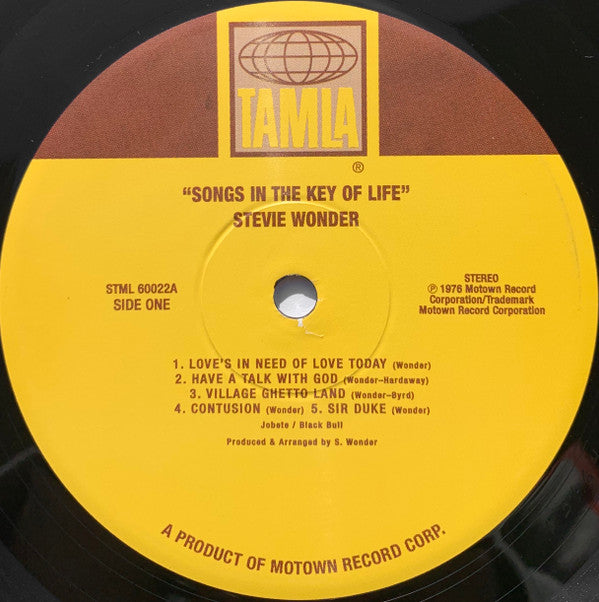 TAMLA
®
“SONGS IN THE KEY OF LIFE”
STEVIE WONDER
STML 60022A
SIDE ONE
STEREO
℗ 1976 Motown Record
Corporation/Trademark
Motown Record Corporation
1. LOVE'S IN NEED OF LOVE TODAY (Wonder)
2. HAVE A TALK WITH GOD (Wonder–Hardaway)
3. VILLAGE GHETTO LAND (Wonder–Byrd)
4. CONTUSION (Wonder) 5. SIR DUKE (Wonder)
Jobete / Black Bull
Produced & Arranged by S. Wonder
A PRODUCT OF MOTOWN RECORD CORP.